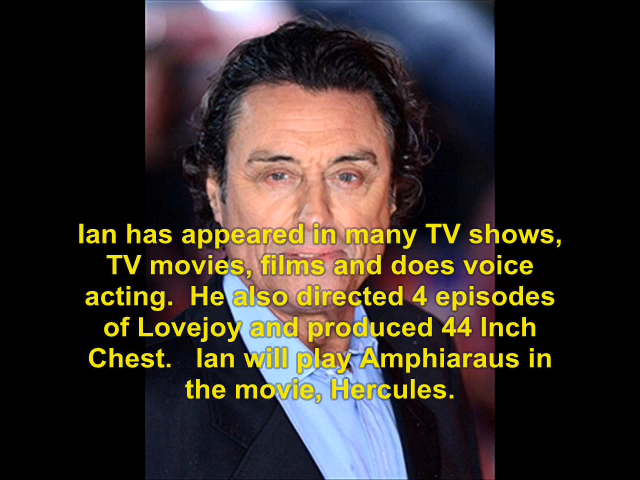 Ian has appeared in many TV shows,
TV movies, films and does voice
acting.  He also directed 4 episodes
of Lovejoy and produced 44 Inch
Chest.   Ian will play Amphiaraus in
the movie, Hercules.